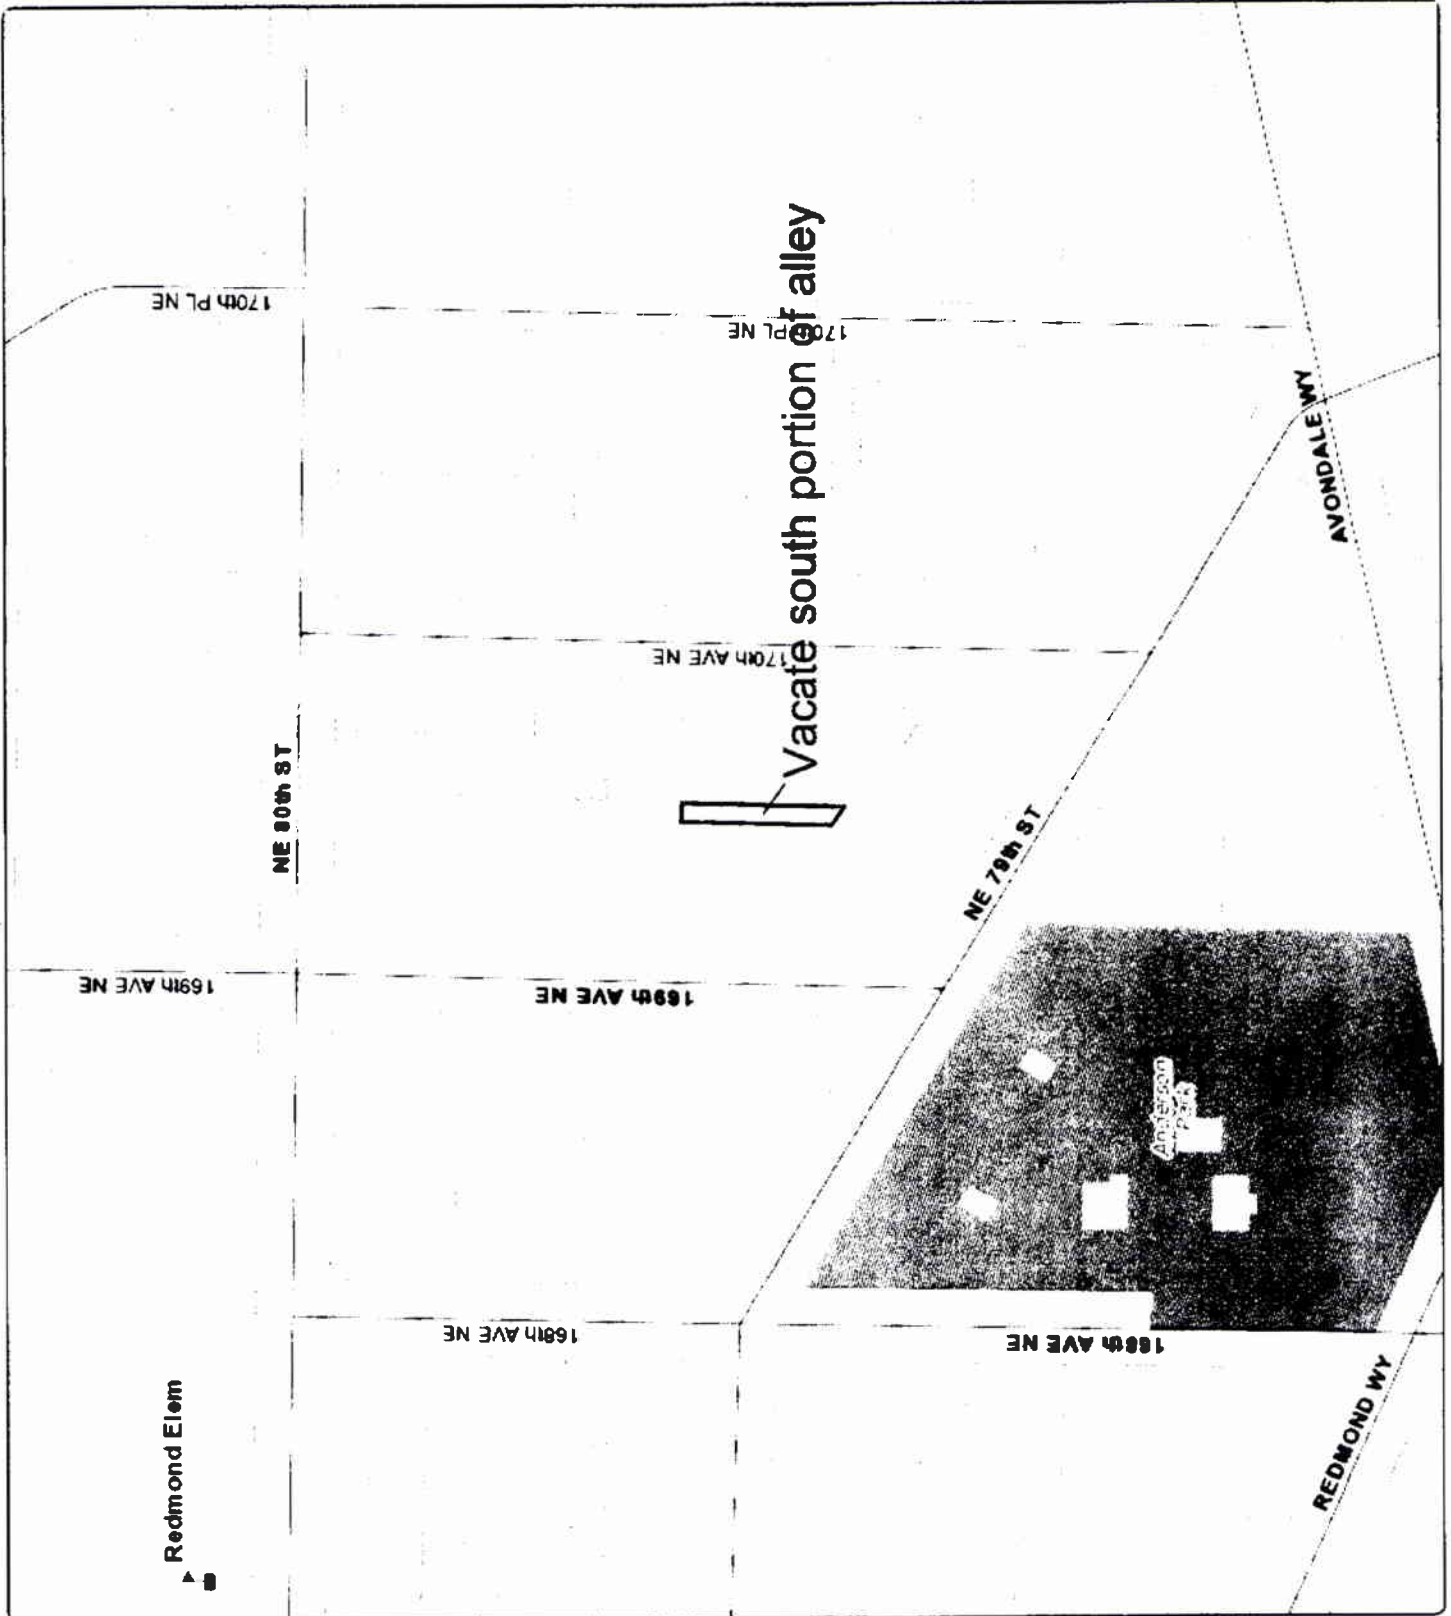 Redmond Elem
169th AVE NE
170th PL NE
NE 80th ST
168th AVE NE
169th AVE NE
170th AVE NE
170th PL NE
Vacate south portion of alley
NE 79th ST
168th AVE NE
Anderson
Park
AVONDALE WY
REDMOND WY